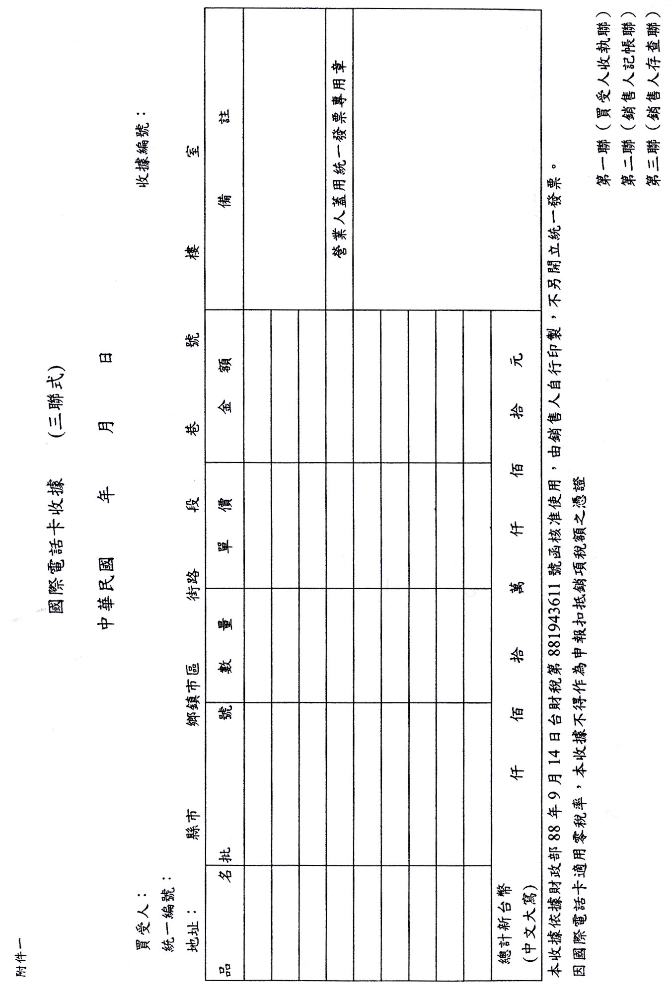 附件一
國際電話卡收據 (三聯式)
中華民國 年 月 日
買受人： 收據編號：
統一編號：
地址： 縣市 鄉鎮市區 街路 段 巷 號 樓 室
品名 批號 數量 單價 金額 備註
營業人蓋用統一發票專用章
總計新台幣 仟 佰 拾 萬 仟 佰 拾 元
(中文大寫)
本收據依據財政部 88 年 9 月 14 日台財稅第 881943611 號函核准使用，由銷售人自行印製，不另開立統一發票。
因國際電話卡適用零稅率，本收據不得作為申報扣抵銷項稅額之憑證
第一聯（買受人收執聯）
第二聯（銷售人記帳聯）
第三聯（銷售人存查聯）